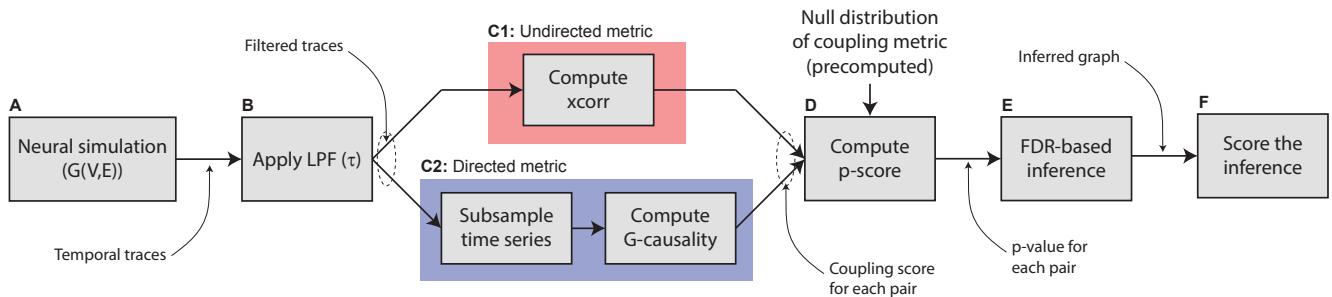 A
Neural simulation
(G(V,E))
Temporal traces
B
Apply LPF (τ)
Filtered traces
C1: Undirected metric
Compute
xcorr
C2: Directed metric
Subsample
time series
Compute
G-causality
Null distribution
of coupling metric
(precomputed)
D
Compute
p-score
Coupling score
for each pair
E
FDR-based
inference
p-value for
each pair
Inferred graph
F
Score the
inference